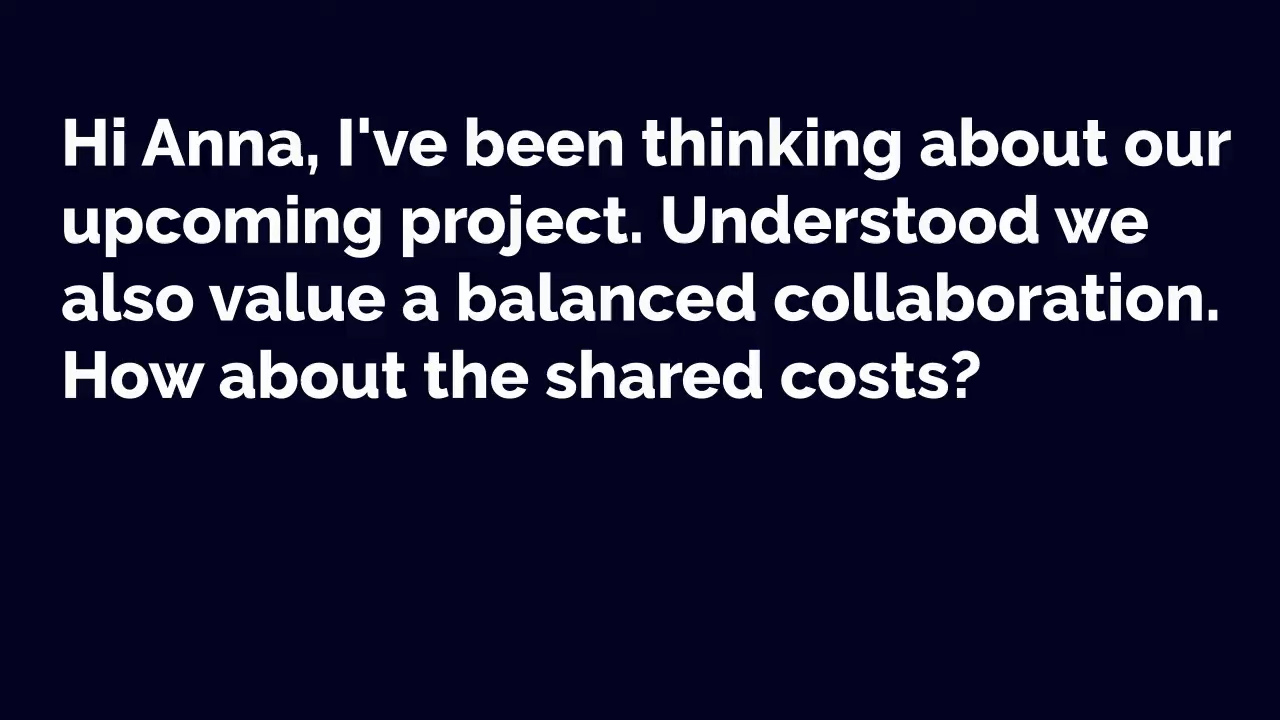 Hi Anna, I've been thinking about our
upcoming project. Understood we
also value a balanced collaboration.
How about the shared costs?